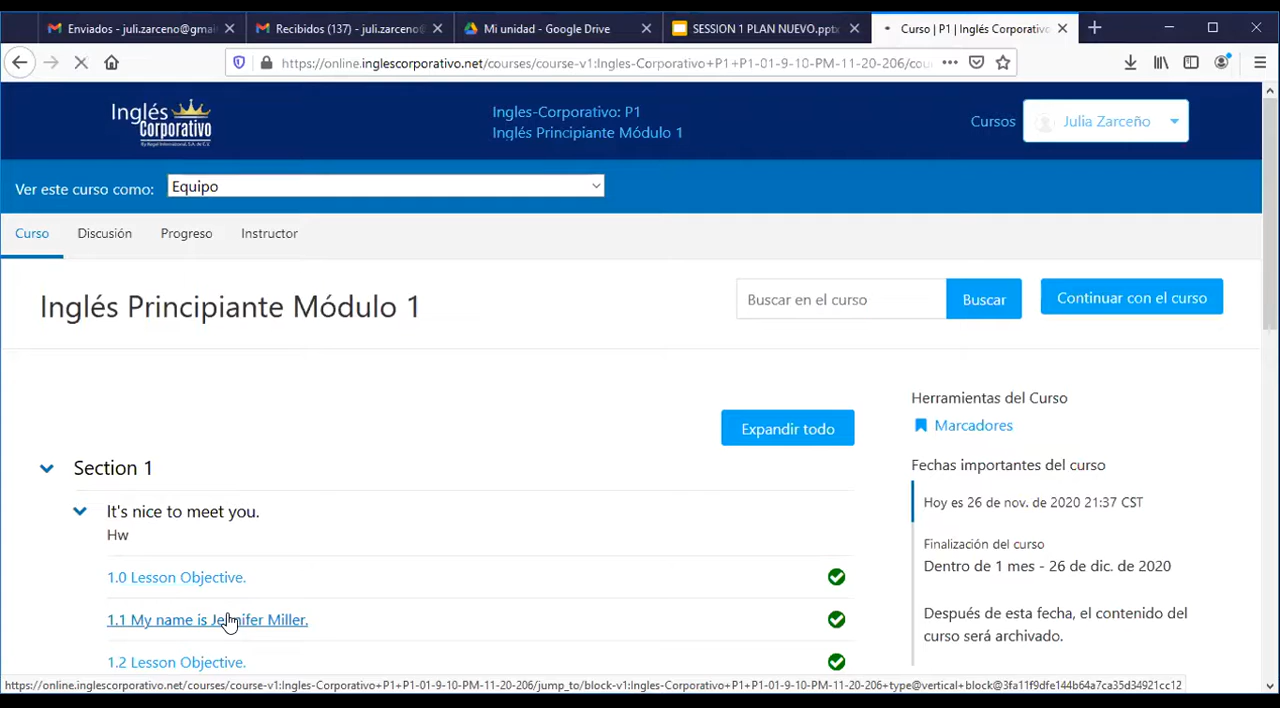 Enviados - juli.zarceno@gmai
Recibidos (137) - juli.zarceno@
Mi unidad - Google Drive
SESSION 1 PLAN NUEVO.pptx
Curso | P1 | Inglés Corporativo
https://online.inglescorporativo.net/courses/course-v1:Ingles-Corporativo+P1+P1-01-9-10-PM-11-20-206/cou
Inglés
Corporativo
Ingles-Corporativo: P1
Inglés Principiante Módulo 1
Cursos
Julia Zarceño
Ver este curso como:
Equipo
Curso
Discusión
Progreso
Instructor
Inglés Principiante Módulo 1
Buscar en el curso
Buscar
Continuar con el curso
Expandir todo
Section 1
It's nice to meet you.
Hw
1.0 Lesson Objective.
1.1 My name is Jennifer Miller.
1.2 Lesson Objective.
Herramientas del Curso
Marcadores
Fechas importantes del curso
Hoy es 26 de nov. de 2020 21:37 CST
Finalización del curso
Dentro de 1 mes - 26 de dic. de 2020
Después de esta fecha, el contenido del
curso será archivado.
https://online.inglescorporativo.net/courses/course-v1:Ingles-Corporativo+P1+P1-01-9-10-PM-11-20-206/jump_to/block-v1:Ingles-Corporativo+P1+P1-01-9-10-PM-11-20-206+type@vertical+block@3fa11f9dfe144b64a7ca35d34921cc12